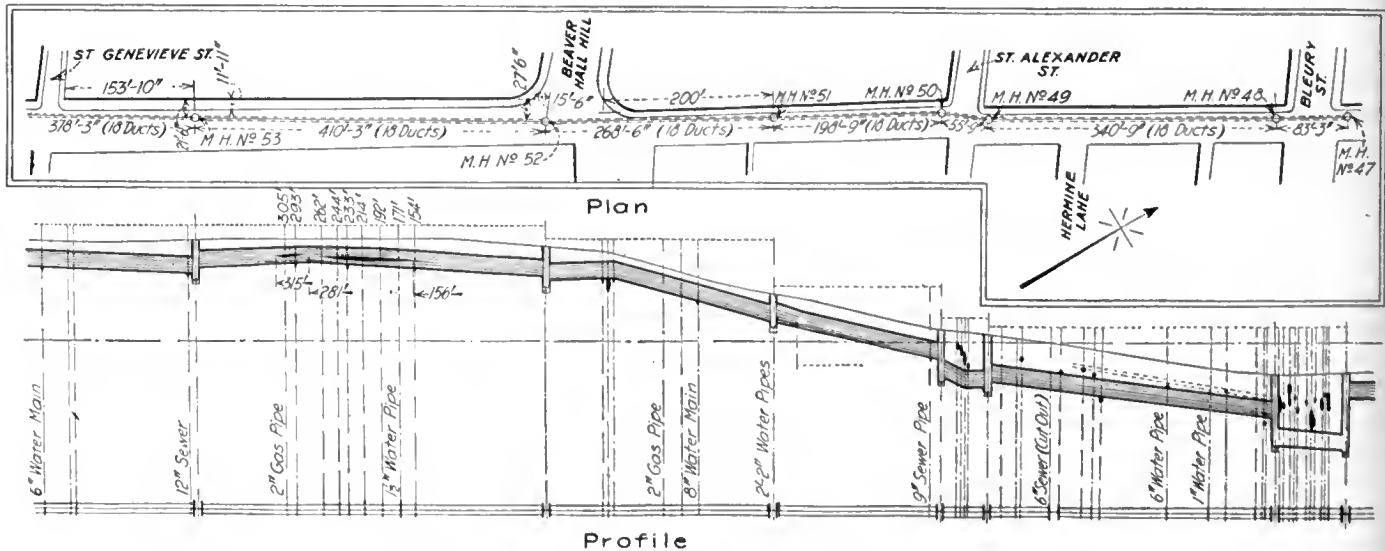 ST GENEVIEVE ST.
153'-10"
11'-11"
27'6"
BEAVER
HALL HILL
15'-6"
200'
M.H No 51
M.H. No 50
ST. ALEXANDER
ST.
M.H. No 49
M.H. No 48
BLEURY
ST.
378'-3" (18 Ducts)
M H. No 53
410'-3" (18 Ducts)
M.H. No 52
268'-6" (18 Ducts)
198'-9" (18 Ducts)
55'-9"
340'-9" (18 Ducts)
83'-3"
M.H.
No 47
HERMINE
LANE
Plan
305'
293'
262'
244'
233'
214'
192'
171'
154'
315'
281'
156'
6" Water Main
12" Sewer
2" Gas Pipe
1½" Water Pipe
2" Gas Pipe
8" Water Main
2-2" Water Pipes
9" Sewer Pipe
6" Sewer (Cut Out)
6" Water Pipe
1" Water Pipe
Profile